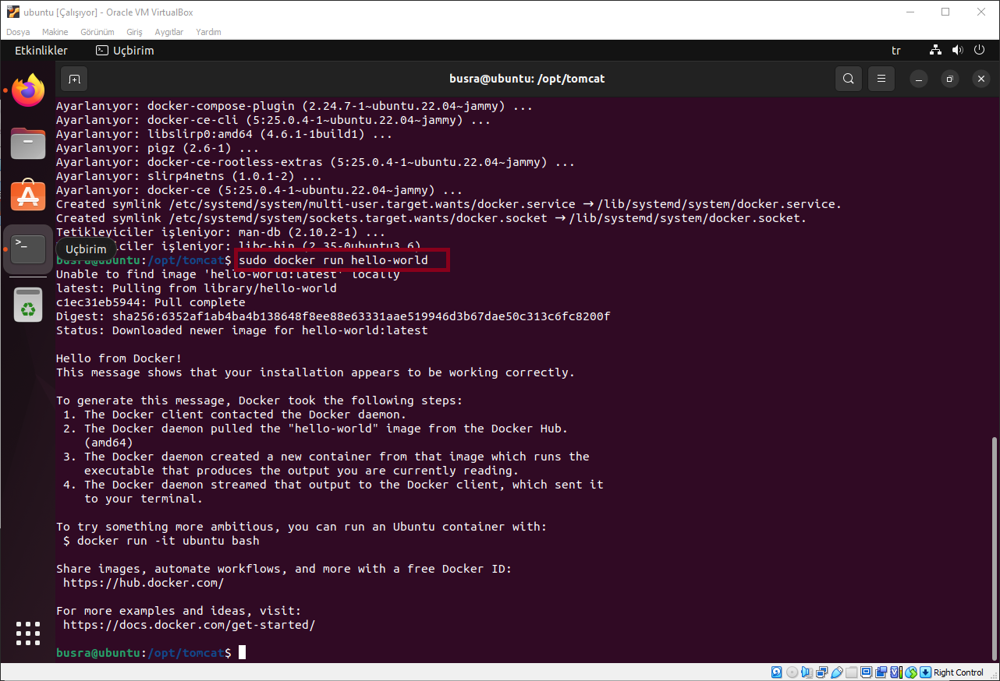 ubuntu [Çalışıyor] - Oracle VM VirtualBox
Dosya Makine Görünüm Giriş Aygıtlar Yardım
Etkinlikler Uçbirim tr
busra@ubuntu: /opt/tomcat
Ayarlanıyor: docker-compose-plugin (2.24.7-1~ubuntu.22.04~jammy) ...
Ayarlanıyor: docker-ce-cli (5:25.0.4-1~ubuntu.22.04~jammy) ...
Ayarlanıyor: libslirp0:amd64 (4.6.1-1build1) ...
Ayarlanıyor: pigz (2.6-1) ...
Ayarlanıyor: docker-ce-rootless-extras (5:25.0.4-1~ubuntu.22.04~jammy) ...
Ayarlanıyor: slirp4netns (1.0.1-2) ...
Ayarlanıyor: docker-ce (5:25.0.4-1~ubuntu.22.04~jammy) ...
Created symlink /etc/systemd/system/multi-user.target.wants/docker.service → /lib/systemd/system/docker.service.
Created symlink /etc/systemd/system/sockets.target.wants/docker.socket → /lib/systemd/system/docker.socket.
Tetikleyiciler işleniyor: man-db (2.10.2-1) ...
Uçbirim
iciler işleniyor: libc-bin (2.35-0ubuntu3.6)
busra@ubuntu:/opt/tomcat$ sudo docker run hello-world
Unable to find image 'hello-world:latest' locally
latest: Pulling from library/hello-world
c1ec31eb5944: Pull complete
Digest: sha256:6352af1ab4ba4b138648f8ee88e63331aae519946d3b67dae50c313c6fc8200f
Status: Downloaded newer image for hello-world:latest
Hello from Docker!
This message shows that your installation appears to be working correctly.
To generate this message, Docker took the following steps:
1. The Docker client contacted the Docker daemon.
2. The Docker daemon pulled the "hello-world" image from the Docker Hub.
(amd64)
3. The Docker daemon created a new container from that image which runs the
executable that produces the output you are currently reading.
4. The Docker daemon streamed that output to the Docker client, which sent it
to your terminal.
To try something more ambitious, you can run an Ubuntu container with:
$ docker run -it ubuntu bash
Share images, automate workflows, and more with a free Docker ID:
https://hub.docker.com/
For more examples and ideas, visit:
https://docs.docker.com/get-started/
busra@ubuntu:/opt/tomcat$
Right Control